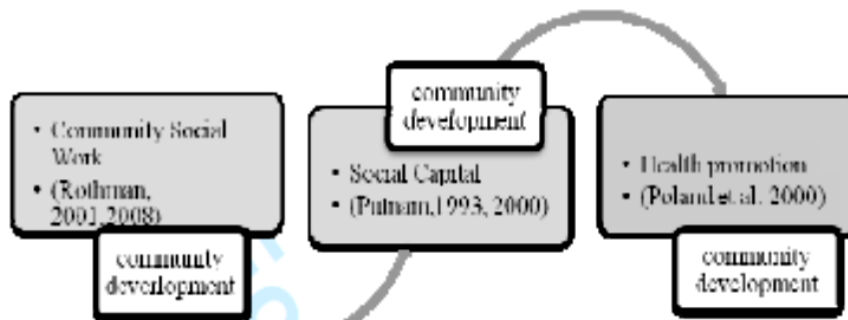 • Community Social
Work
• (Rothman,
2001,2008)
community
deverlopment
community
development
• Social Capital
• (Putnam,1993, 2000)
• Health promotion
• (Poland et al. 2000)
community
development